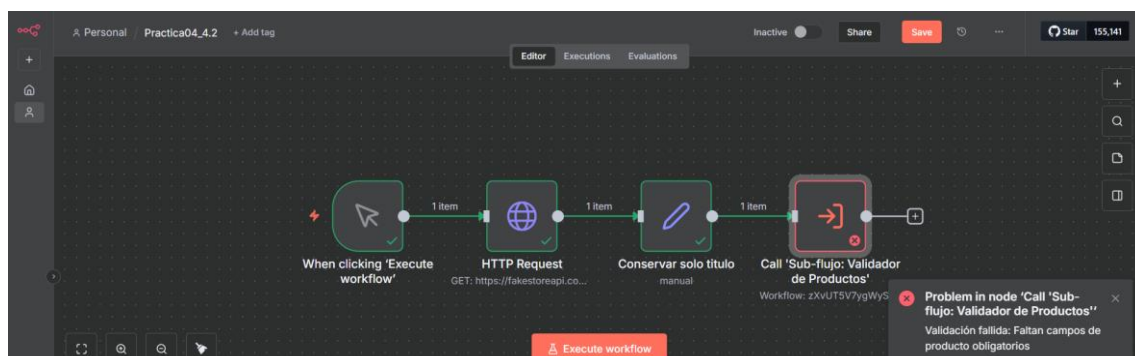 Personal / Practica04_4.2 + Add tag
Inactive Share Save ... Star 155,141
Editor Executions Evaluations
1 item 1 item 1 item
When clicking ‘Execute
workflow’
HTTP Request
GET: https://fakestoreapi.co...
Conservar solo titulo
manual
Call 'Sub-flujo: Validador
de Productos'
Workflow: zXvUT5V7ygWyS
Problem in node ‘Call 'Sub-
flujo: Validador de Productos'‘
Validación fallida: Faltan campos de
producto obligatorios
Execute workflow